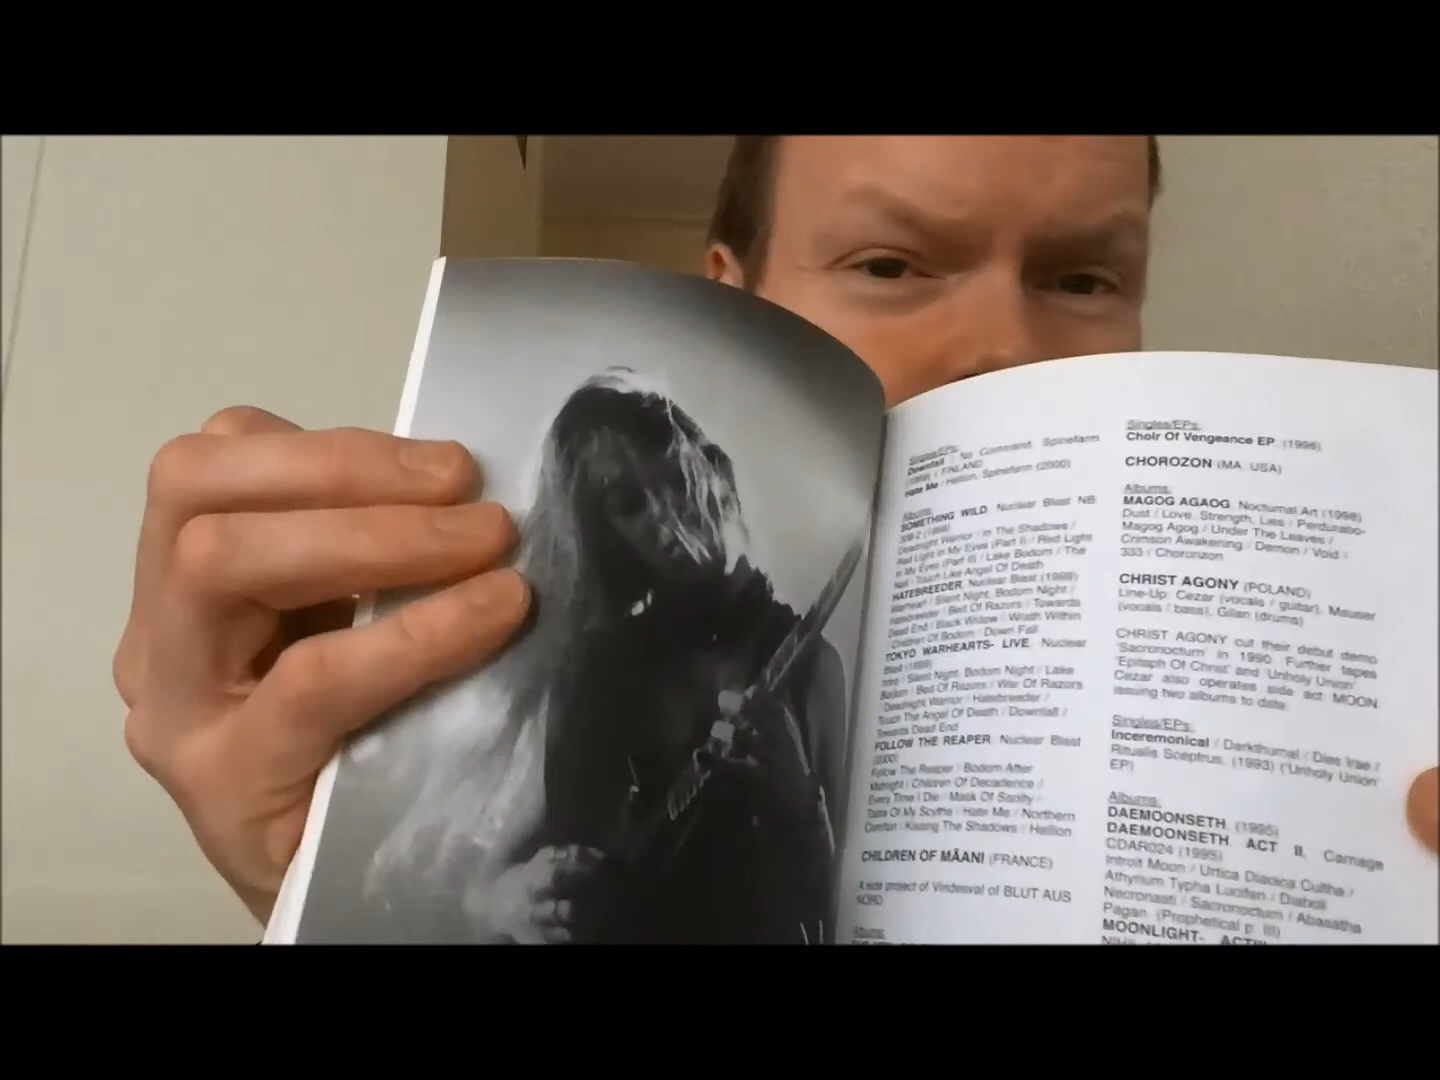 Singles/EPs:
Downfall / No Command, Spinefarm
(1998) / FINLAND
Hate Me / Hellion, Spinefarm (2000)
Albums:
SOMETHING WILD, Nuclear Blast NB
308-2 (1998)
Deadnight Warrior / In The Shadows /
Red Light In My Eyes (Part I) / Red Light
In My Eyes (Part II) / Lake Bodom / The
Nail / Touch Like Angel Of Death
HATEBREEDER, Nuclear Blast (1999)
Warheart / Silent Night, Bodom Night /
Hatebreeder / Bed Of Razors / Towards
Dead End / Black Widow / Wrath Within
/ Children Of Bodom / Down Fall
TOKYO WARHEARTS- LIVE, Nuclear
Blast (1999)
Intro / Silent Night, Bodom Night / Lake
Bodom / Bed Of Razors / War Of Razors
/ Deadnight Warrior / Hatebreeder /
Touch The Angel Of Death / Downfall /
Towards Dead End
FOLLOW THE REAPER, Nuclear Blast
(2000)
Follow The Reaper / Bodom After
Midnight / Children Of Decadence /
Every Time I Die / Mask Of Sanity /
Taste Of My Scythe / Hate Me / Northern
Comfort / Kissing The Shadows / Hellion
CHILDREN OF MÄANI (FRANCE)
A side project of Vindesval of BLUT AUS
NORD
Albums:
Singles/EPs:
Choir Of Vengeance EP, (1996)
CHOROZON (MA, USA)
Albums:
MAGOG AGAOG, Nocturnal Art (1998)
Dust / Love, Strength, Lies / Perdurabo-
Magog Agog / Under The Leaves /
Crimson Awakening / Demon / Void /
333 / Choronzon
CHRIST AGONY (POLAND)
Line-Up: Cezar (vocals / guitar), Mauser
(vocals / bass), Gilan (drums)
CHRIST AGONY cut their debut demo
'Sacronocturn' in 1990. Further tapes
'Epitaph Of Christ' and 'Unholy Union'.
Cezar also operates side act MOON
issuing two albums to date.
Singles/EPs:
Inceremonical / Darkthurnal / Dies Irae /
Ritualis Sceptrus, (1993) ('Unholy Union'
EP)
Albums:
DAEMOONSETH, (1995)
DAEMOONSETH ACT II, Carnage
CDAR024 (1995)
Introit Moon / Urtica Diaoica Cultha /
Athynum Typha Lucifen / Diaboli
Necronasti / Sacronocturn / Abasatha
Pagan (Prophetical p. III)
MOONLIGHT-